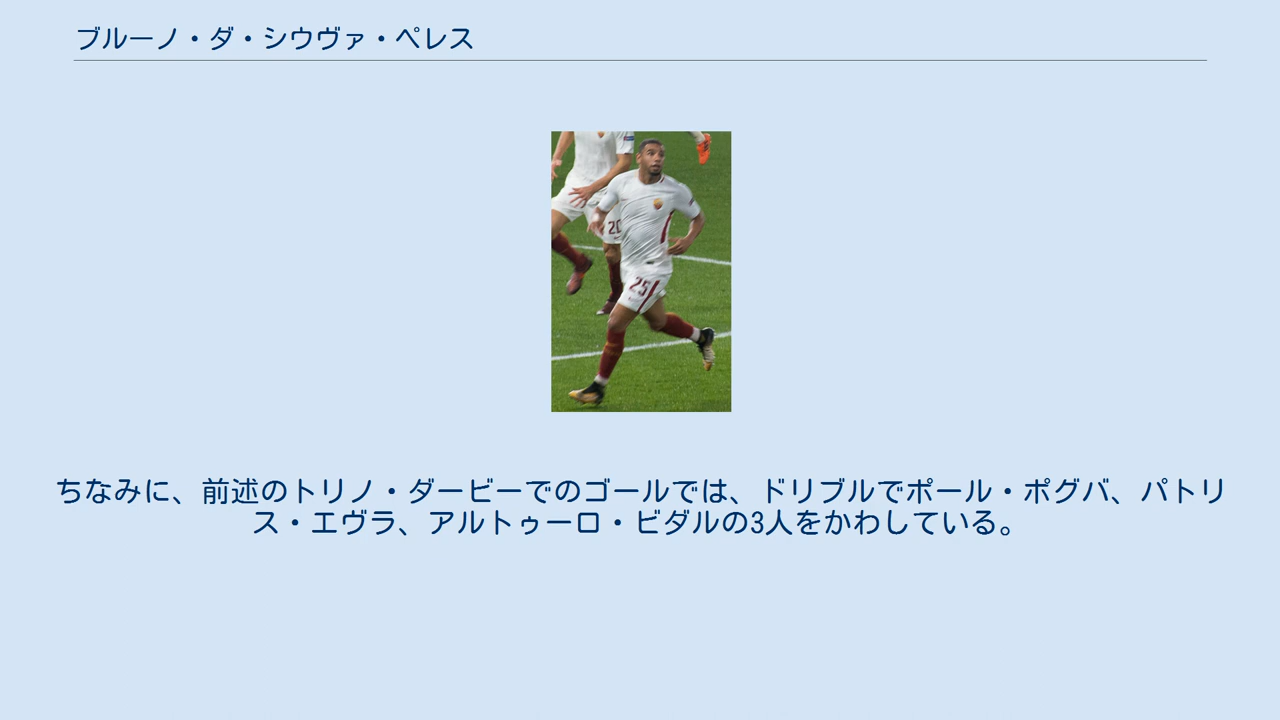 ブルーノ・ダ・シウヴァ・ペレス
20
25
ちなみに、前述のトリノ・ダービーでのゴールでは、ドリブルでポール・ポグバ、パトリ
ス・エヴラ、アルトゥーロ・ビダルの3人をかわしている。